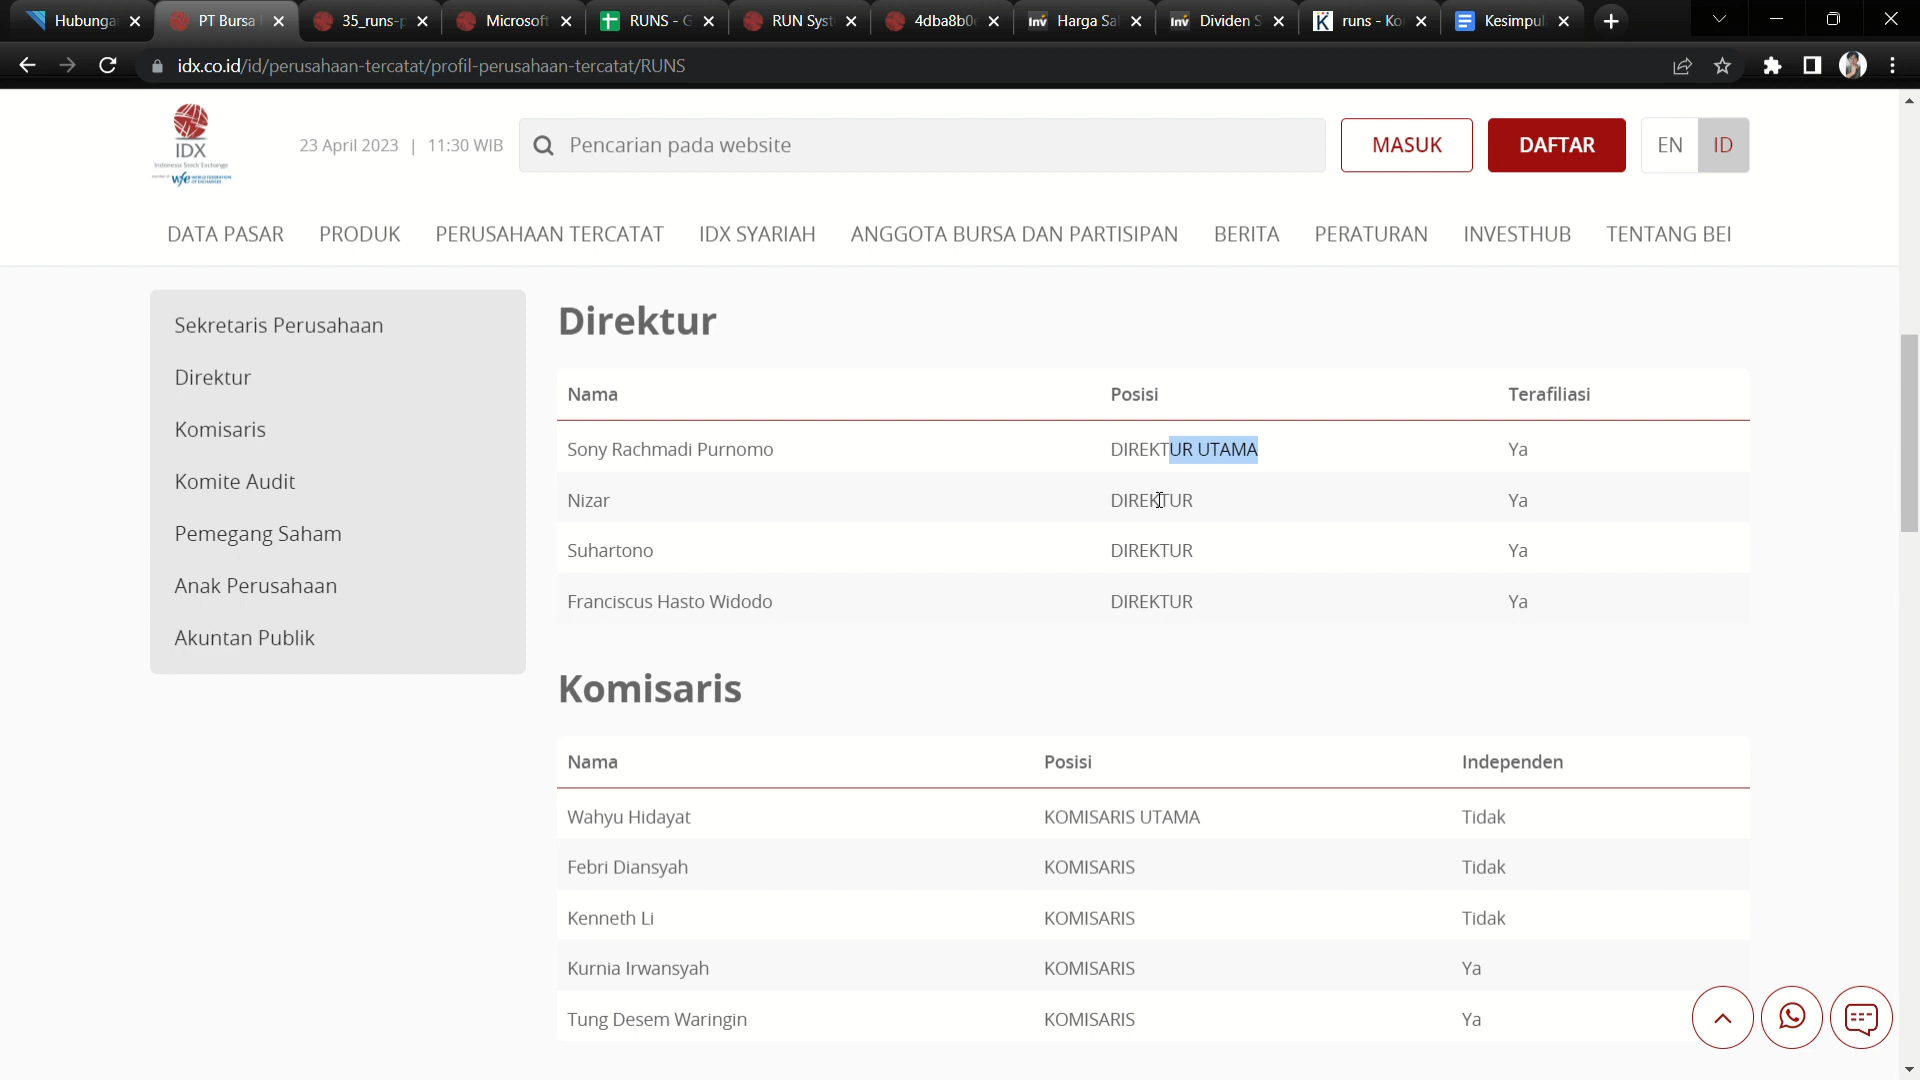 Hubunga
PT Bursa
35_runs-p
Microsoft
RUNS - G
RUN Syst
4dba8b0
Harga Sa
Dividen S
runs - Ko
Kesimpul
idx.co.id/id/perusahaan-tercatat/profil-perusahaan-tercatat/RUNS
IDX
Indonesia Stock Exchange
wfe
23 April 2023 | 11:30 WIB
Pencarian pada website
MASUK
DAFTAR
EN
ID
DATA PASAR
PRODUK
PERUSAHAAN TERCATAT
IDX SYARIAH
ANGGOTA BURSA DAN PARTISIPAN
BERITA
PERATURAN
INVESTHUB
TENTANG BEI
Sekretaris Perusahaan
Direktur
Komisaris
Komite Audit
Pemegang Saham
Anak Perusahaan
Akuntan Publik
Direktur
Nama Posisi Terafiliasi
Sony Rachmadi Purnomo DIREKTUR UTAMA Ya
Nizar DIREKTUR Ya
Suhartono DIREKTUR Ya
Franciscus Hasto Widodo DIREKTUR Ya
Komisaris
Nama Posisi Independen
Wahyu Hidayat KOMISARIS UTAMA Tidak
Febri Diansyah KOMISARIS Tidak
Kenneth Li KOMISARIS Tidak
Kurnia Irwansyah KOMISARIS Ya
Tung Desem Waringin KOMISARIS Ya